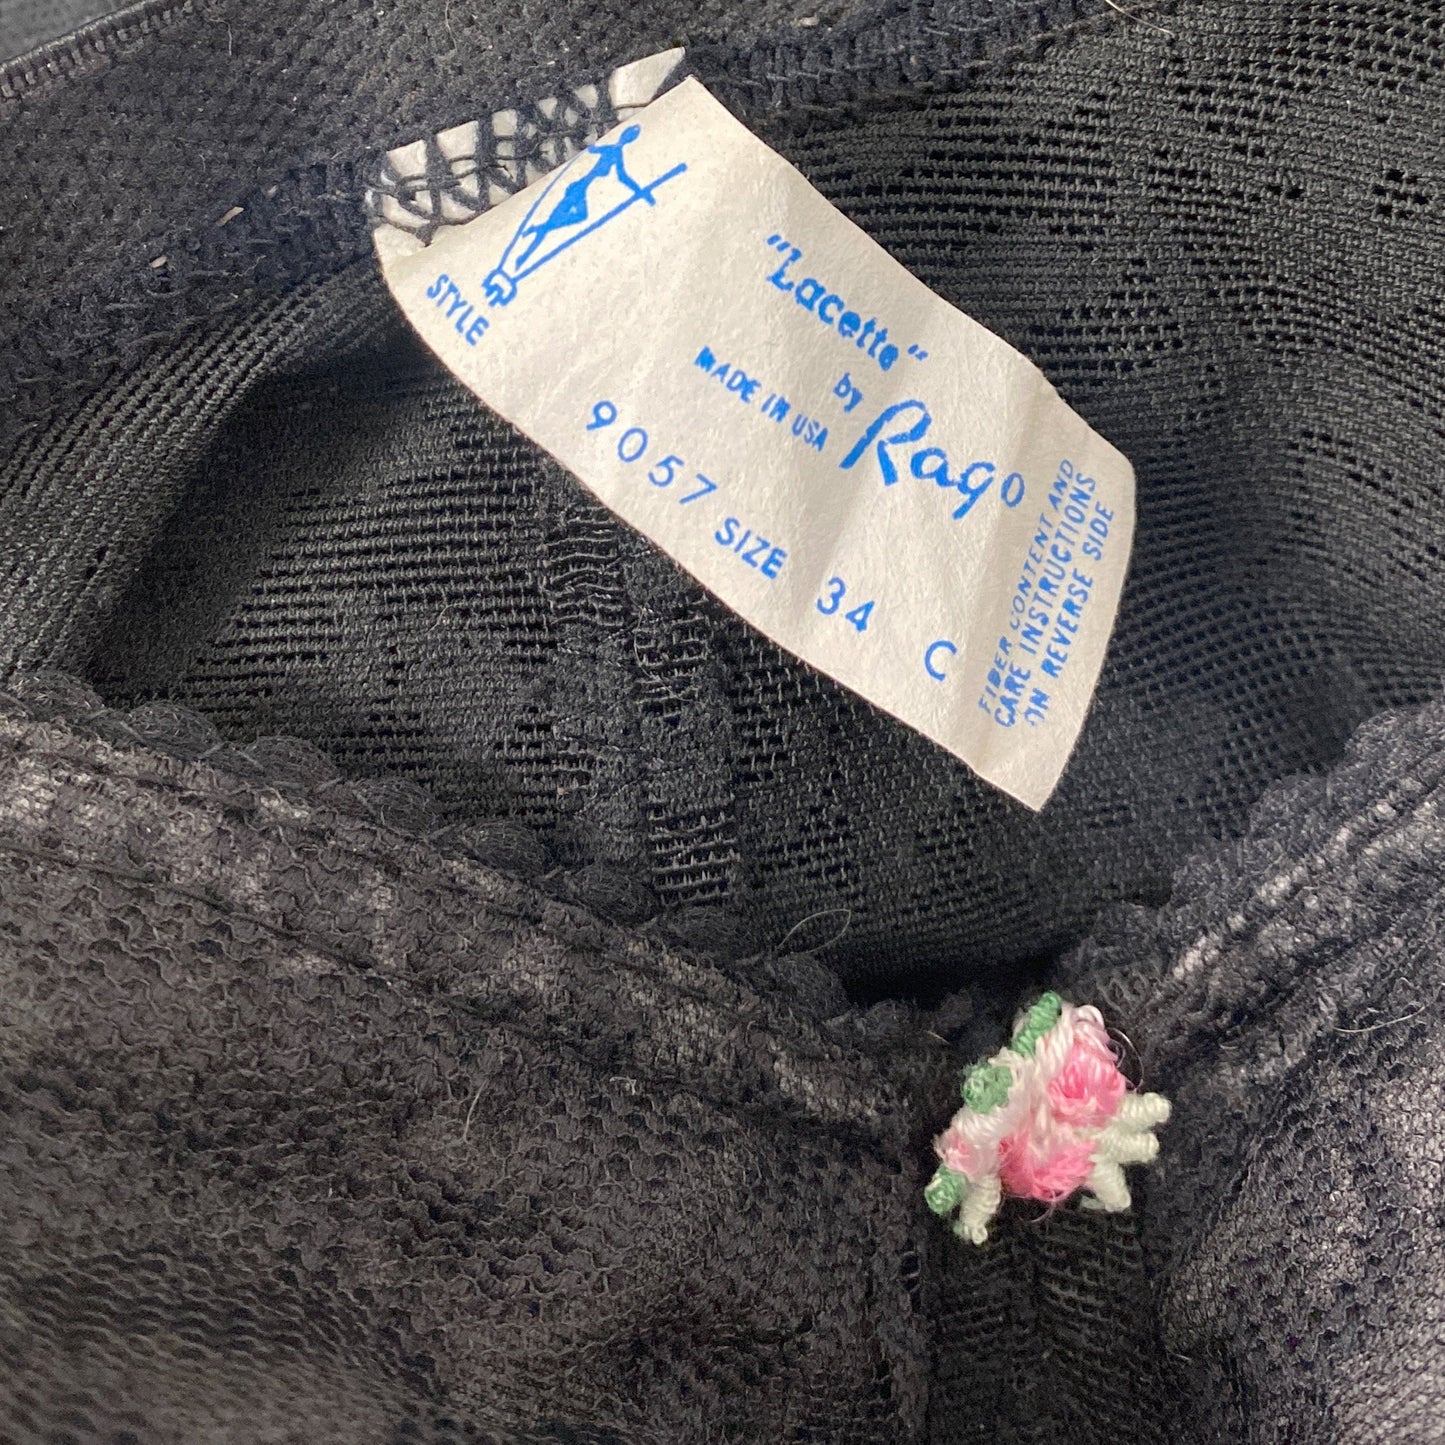 "Lacette"
by
Rago
MADE IN USA
STYLE 9057 SIZE 34 C
FIBER CONTENT AND
CARE INSTRUCTIONS
ON REVERSE SIDE